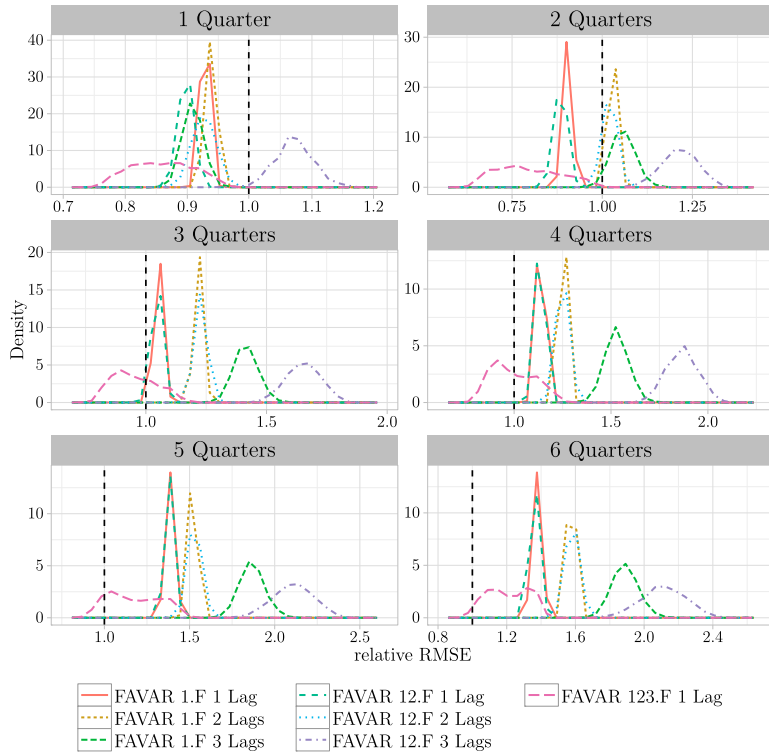 1 Quarter
2 Quarters
40
30
20
10
0
0.7 0.8 0.9 1.0 1.1 1.2
30
20
10
0
0.75 1.00 1.25
3 Quarters
4 Quarters
20
15
10
5
0
1.0 1.5 2.0
10
5
0
1.0 1.5 2.0
5 Quarters
6 Quarters
10
5
0
1.0 1.5 2.0 2.5
10
5
0
0.8 1.2 1.6 2.0 2.4
Density
relative RMSE
FAVAR 1.F 1 Lag
FAVAR 1.F 2 Lags
FAVAR 1.F 3 Lags
FAVAR 12.F 1 Lag
FAVAR 12.F 2 Lags
FAVAR 12.F 3 Lags
FAVAR 123.F 1 Lag